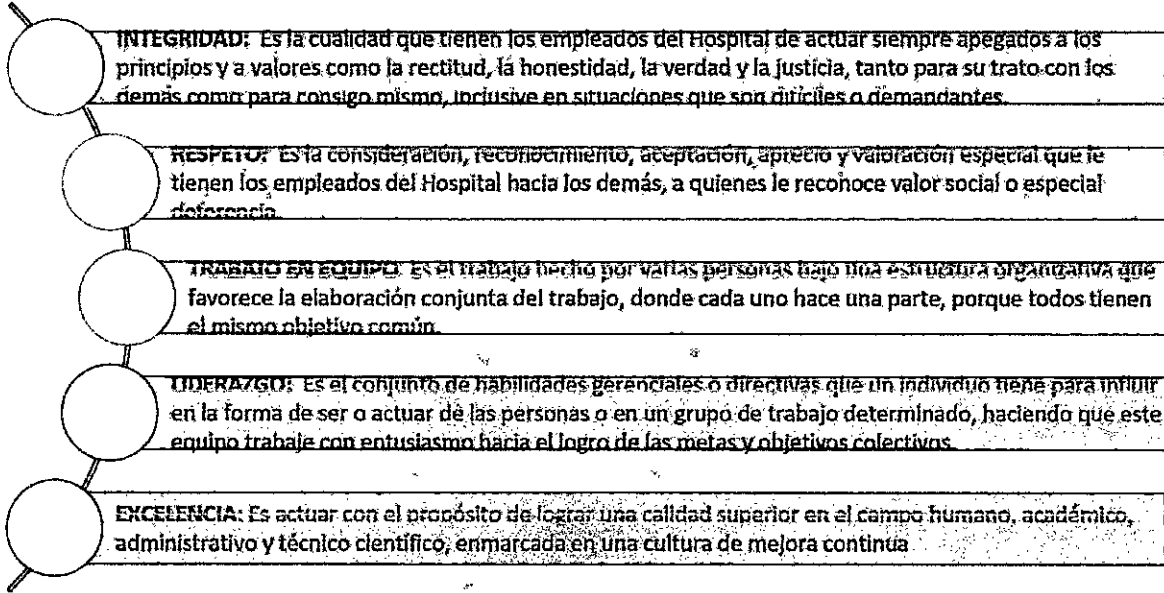 INTEGRIDAD: Es la cualidad que tienen los empleados del Hospital de actuar siempre apegados a los
principios y a valores como la rectitud, la honestidad, la verdad y la justicia, tanto para su trato con los
demás como para consigo mismo, inclusive en situaciones que son difíciles o demandantes.
RESPETO: Es la consideración, reconocimiento, aceptación, aprecio y valoración especial que le
tienen los empleados del Hospital hacia los demás, a quienes le reconoce valor social o especial
deferencia.
TRABAJO EN EQUIPO: Es el trabajo hecho por varias personas bajo una estructura organizativa que
favorece la elaboración conjunta del trabajo, donde cada uno hace una parte, porque todos tienen
el mismo objetivo común.
LIDERAZGO: Es el conjunto de habilidades gerenciales o directivas que un individuo tiene para influir
en la forma de ser o actuar de las personas o en un grupo de trabajo determinado, haciendo que este
equipo trabaje con entusiasmo hacia el logro de las metas y objetivos colectivos.
EXCELENCIA: Es actuar con el propósito de lograr una calidad superior en el campo humano, académico,
administrativo y técnico científico, enmarcada en una cultura de mejora continua